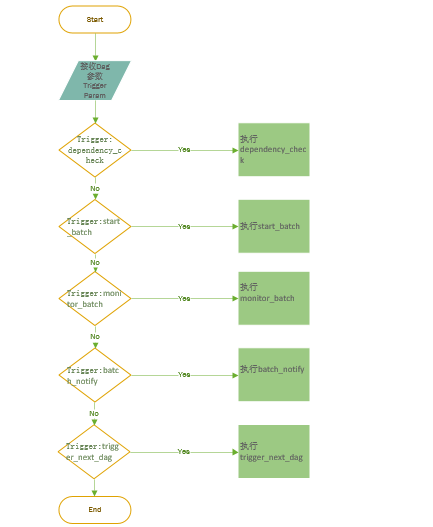 Start
接收Dag
参数
Trigger
Param
Trigger:
dependency_c
heck
Yes
执行
dependency_chec
k
No
Trigger:start
_batch
Yes
执行start_batch
No
Trigger:moni
tor_batch
Yes
执行
monitor_batch
No
Trigger:batc
h_notify
Yes
执行batch_notify
No
Trigger:trigg
er_next_dag
Yes
执行
trigger_next_dag
End